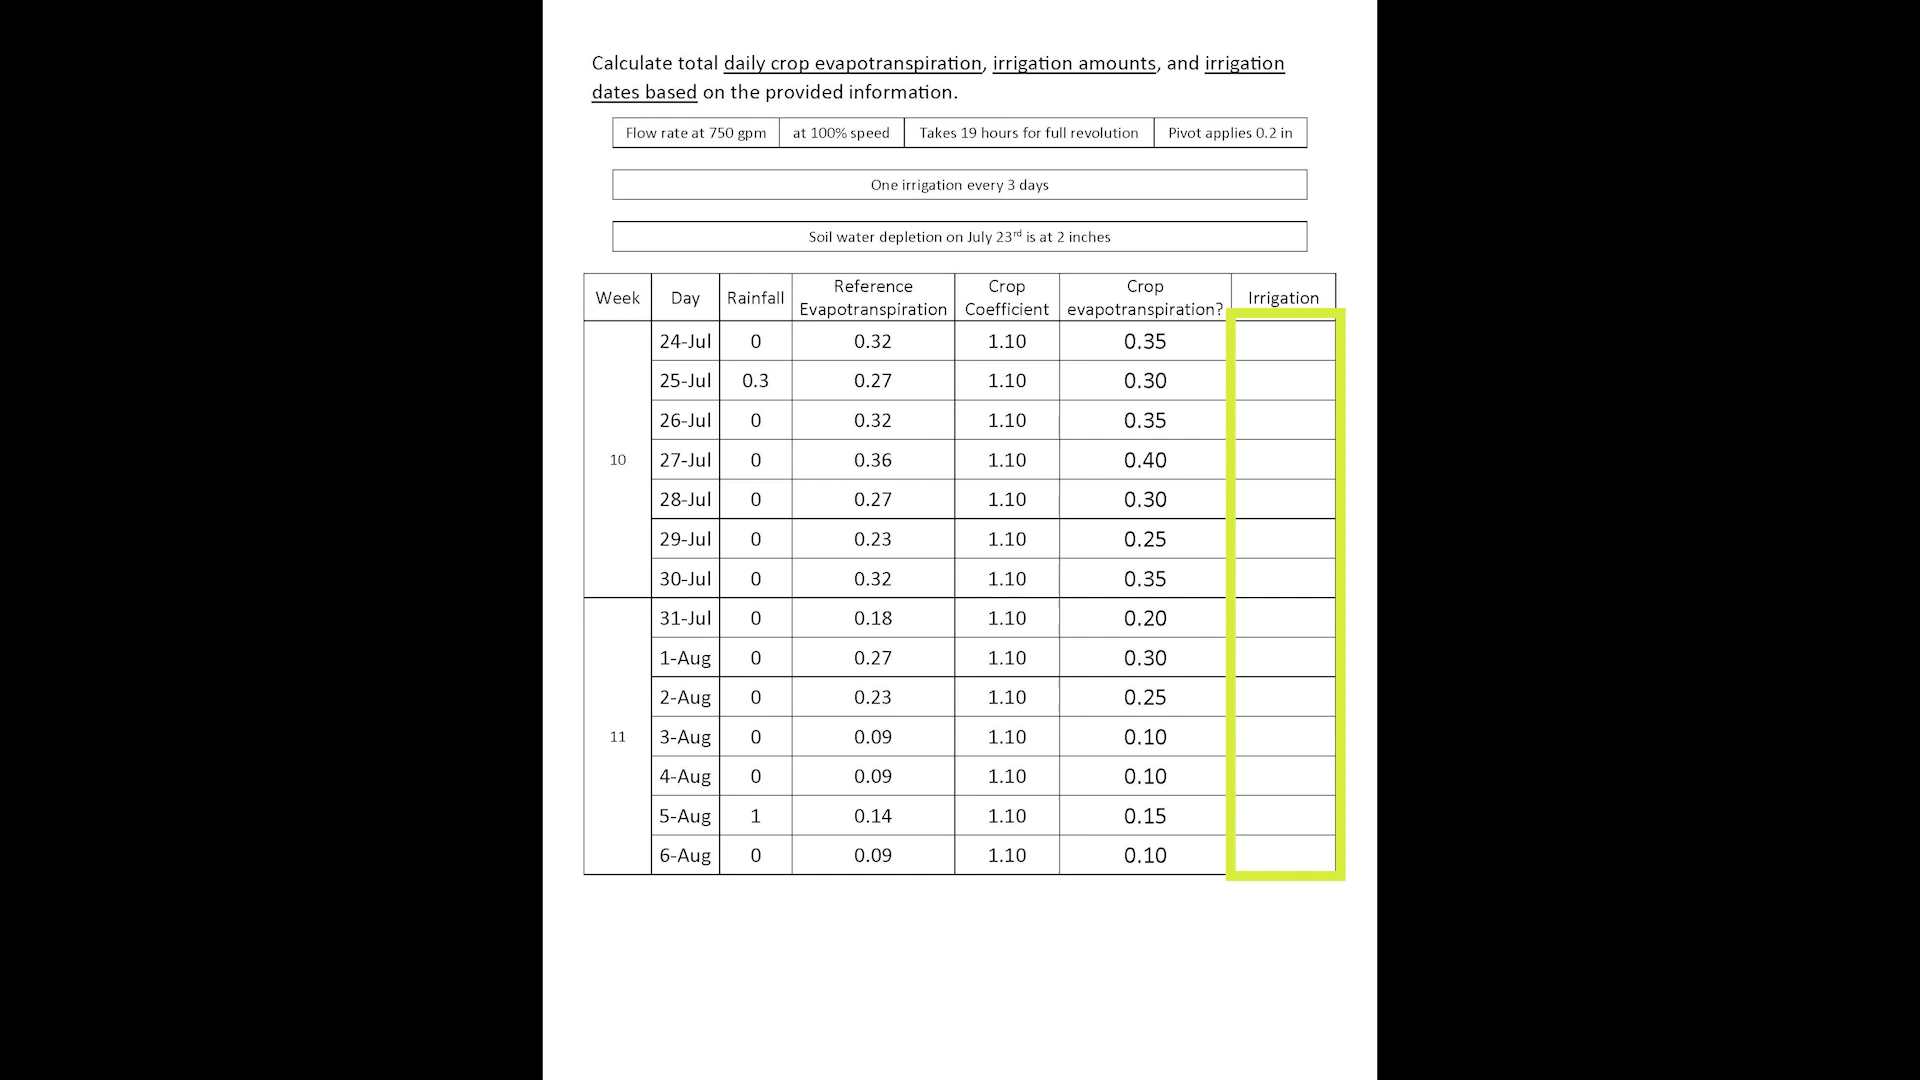 Calculate total daily crop evapotranspiration, irrigation amounts, and irrigation
dates based on the provided information.
Flow rate at 750 gpm at 100% speed Takes 19 hours for full revolution Pivot applies 0.2 in
One irrigation every 3 days
Soil water depletion on July 23rd is at 2 inches
Week Day Rainfall Reference Evapotranspiration Crop Coefficient Crop evapotranspiration? Irrigation
24-Jul 0 0.32 1.10 0.35
25-Jul 0.3 0.27 1.10 0.30
26-Jul 0 0.32 1.10 0.35
10 27-Jul 0 0.36 1.10 0.40
28-Jul 0 0.27 1.10 0.30
29-Jul 0 0.23 1.10 0.25
30-Jul 0 0.32 1.10 0.35
31-Jul 0 0.18 1.10 0.20
1-Aug 0 0.27 1.10 0.30
2-Aug 0 0.23 1.10 0.25
11 3-Aug 0 0.09 1.10 0.10
4-Aug 0 0.09 1.10 0.10
5-Aug 1 0.14 1.10 0.15
6-Aug 0 0.09 1.10 0.10